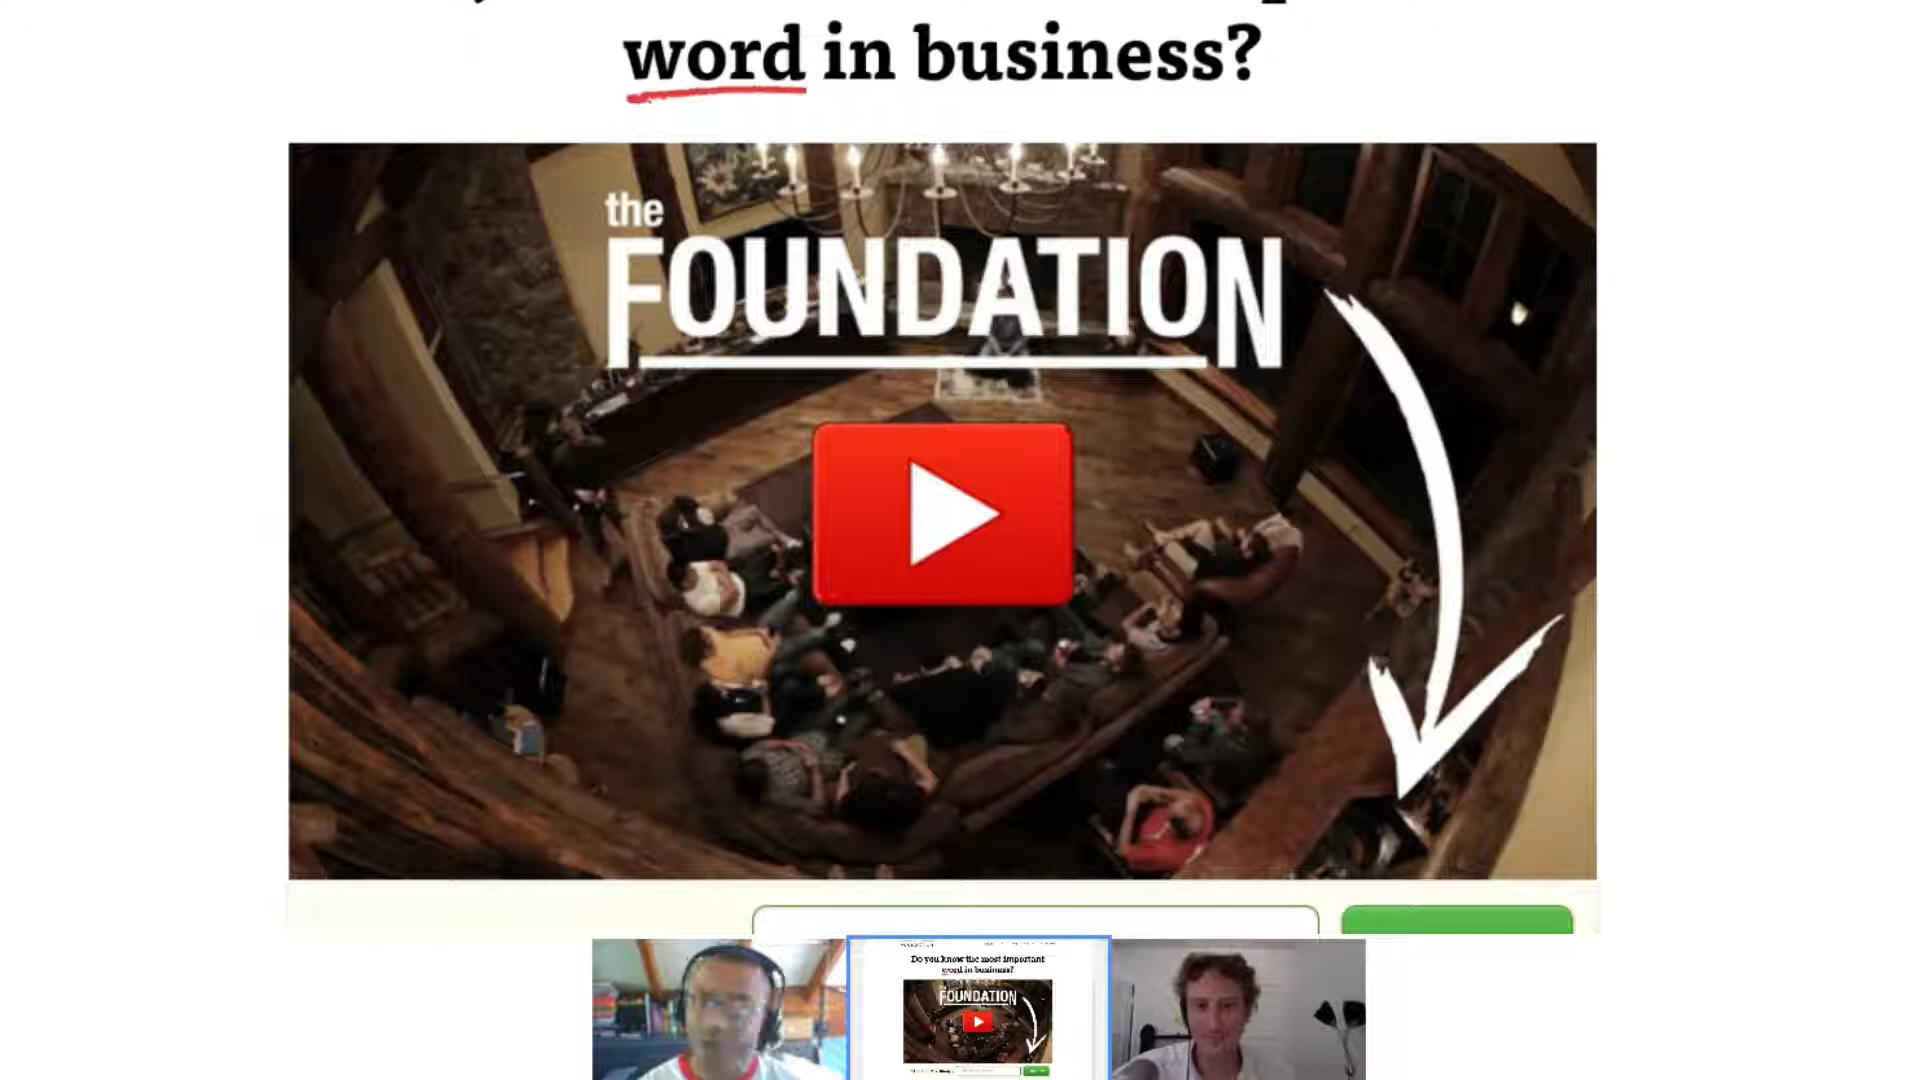 word in business?
the
FOUNDATION
Do you know the most important
word in business?
FOUNDATION